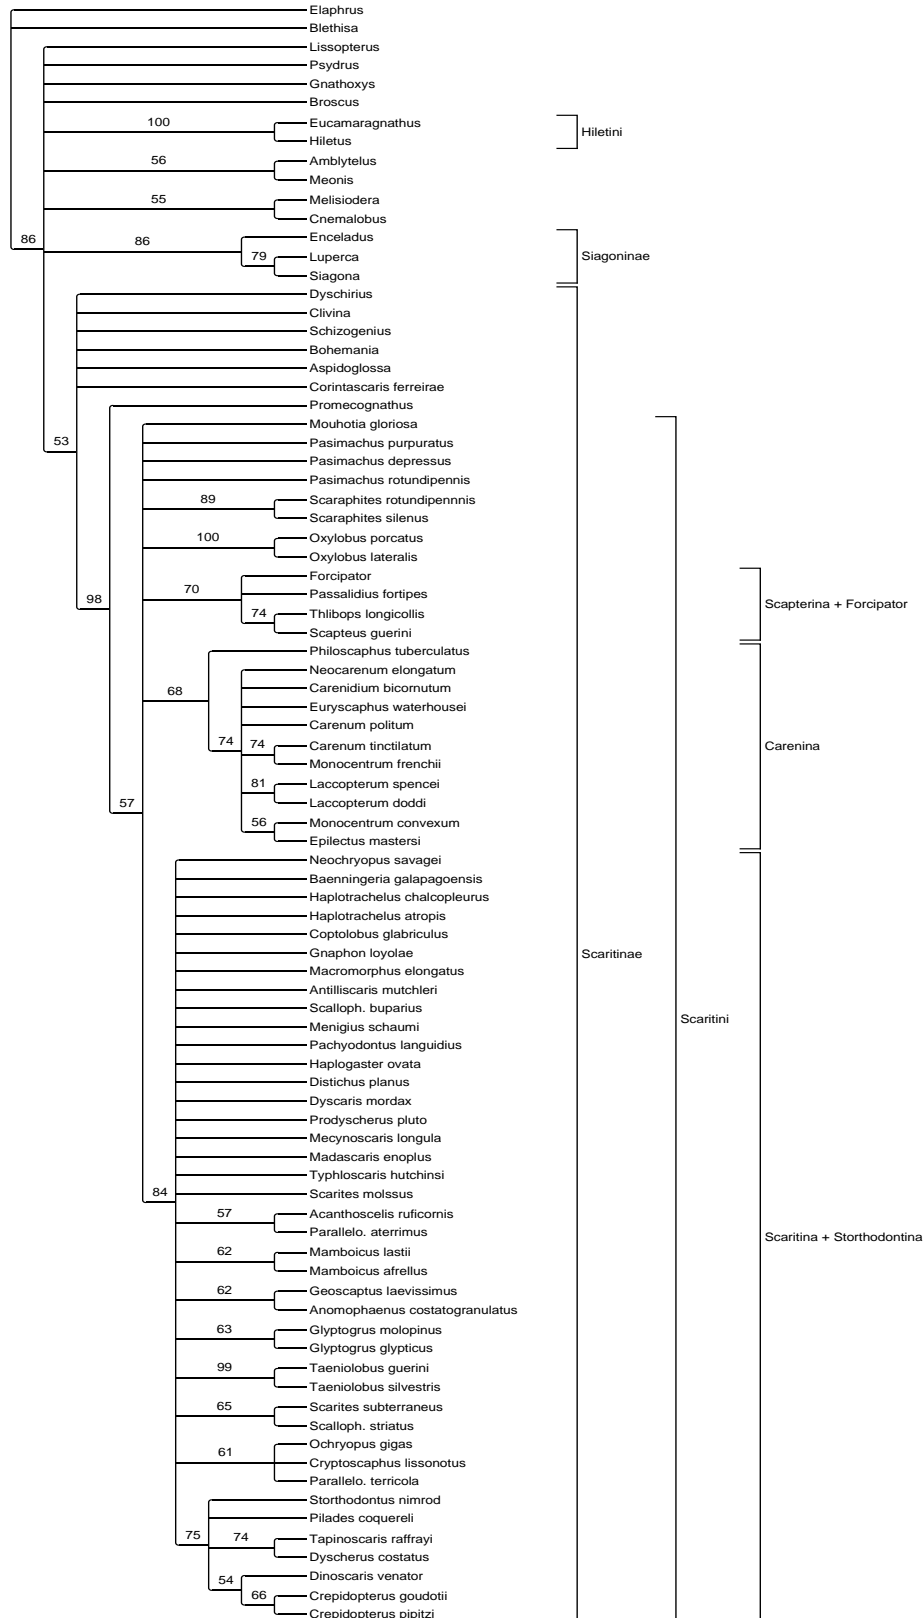 Elaphrus
Blethisa
Lissopterus
Psydrus
Gnathoxys
Broscus
100
Eucamaragnathus
Hiletus
Hiletini
56
Amblytelus
Meonis
55
Melisiodera
Cnemalobus
86
86
Enceladus
79
Luperca
Siagona
Siagoninae
Dyschirius
Clivina
Schizogenius
Bohemania
Aspidoglossa
Corintascaris ferreirae
Promecognathus
53
Mouhotia gloriosa
Pasimachus purpuratus
Pasimachus depressus
Pasimachus rotundipennis
89
Scaraphites rotundipennnis
Scaraphites silenus
100
Oxylobus porcatus
Oxylobus lateralis
98
70
Forcipator
Passalidius fortipes
74
Thlibops longicollis
Scapteus guerini
Scapterina + Forcipator
Philoscaphus tuberculatus
68
Neocarenum elongatum
Carenidium bicornutum
Euryscaphus waterhousei
Carenum politum
74
74
Carenum tinctilatum
Monocentrum frenchii
Carenina
81
Laccopterum spencei
Laccopterum doddi
57
56
Monocentrum convexum
Epilectus mastersi
Neochryopus savagei
Baenningeria galapagoensis
Haplotrachelus chalcopleurus
Haplotrachelus atropis
Coptolobus glabriculus
Gnaphon loyolae
Scaritinae
Macromorphus elongatus
Antilliscaris mutchleri
Scalloph. buparius
Scaritini
Menigius schaumi
Pachyodontus languidius
Haplogaster ovata
Distichus planus
Dyscaris mordax
Prodyscherus pluto
Mecynoscaris longula
Madascaris enoplus
Typhloscaris hutchinsi
84
Scarites molssus
57
Acanthoscelis ruficornis
Parallelo. aterrimus
Scaritina + Storthodontina
62
Mamboicus lastii
Mamboicus afrellus
62
Geoscaptus laevissimus
Anomophaenus costatogranulatus
63
Glyptogrus molopinus
Glyptogrus glypticus
99
Taeniolobus guerini
Taeniolobus silvestris
65
Scarites subterraneus
Scalloph. striatus
61
Ochryopus gigas
Cryptoscaphus lissonotus
Parallelo. terricola
Storthodontus nimrod
Pilades coquereli
75
74
Tapinoscaris raffrayi
Dyscherus costatus
54
Dinoscaris venator
66
Crepidopterus goudotii
Crepidopterus pipitzi